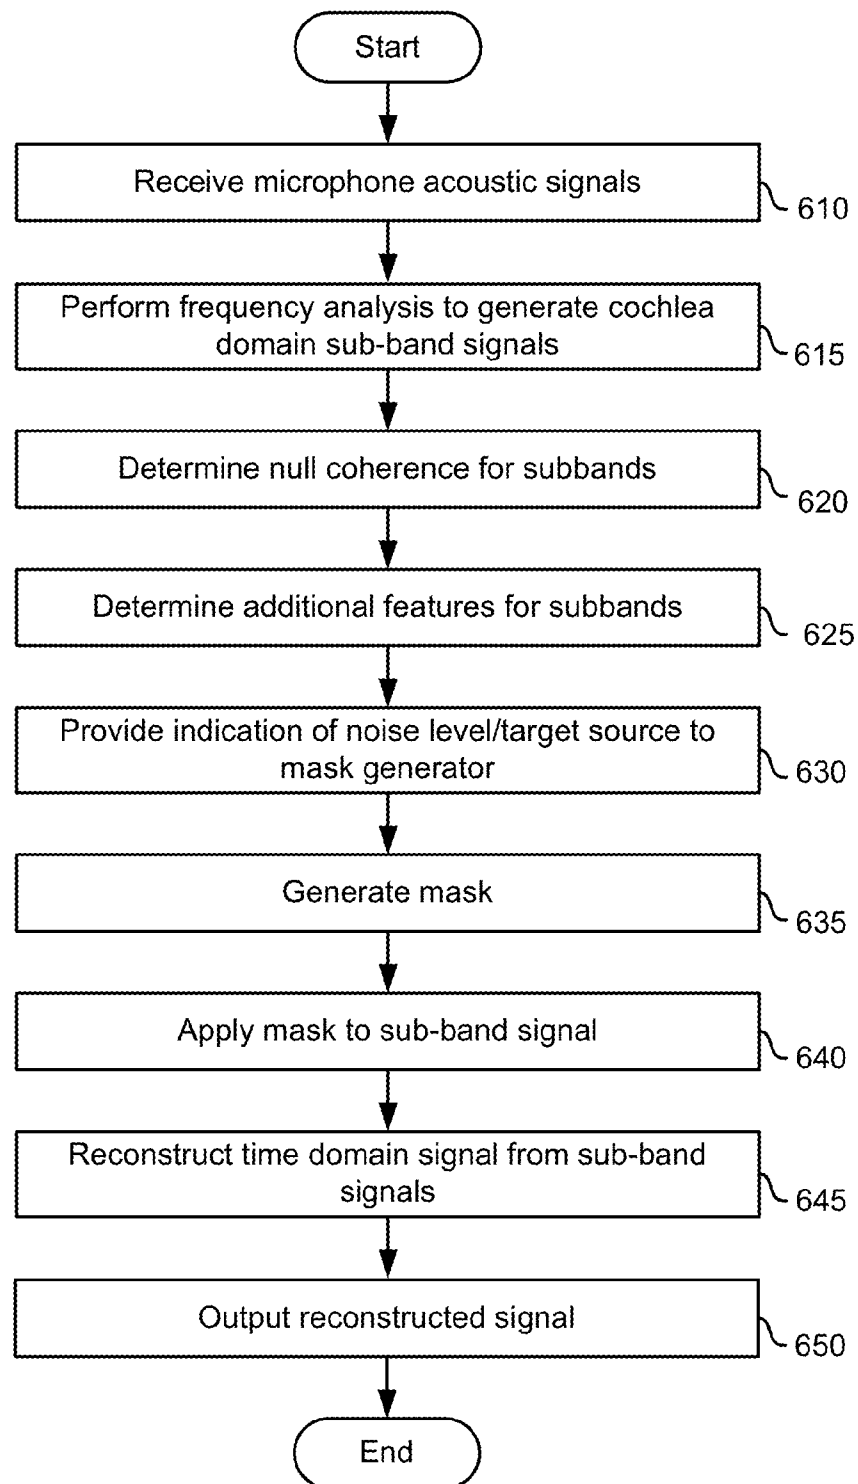 Start
Receive microphone acoustic signals
610
Perform frequency analysis to generate cochlea
domain sub-band signals
615
Determine null coherence for subbands
620
Determine additional features for subbands
625
Provide indication of noise level/target source to
mask generator
630
Generate mask
635
Apply mask to sub-band signal
640
Reconstruct time domain signal from sub-band
signals
645
Output reconstructed signal
650
End